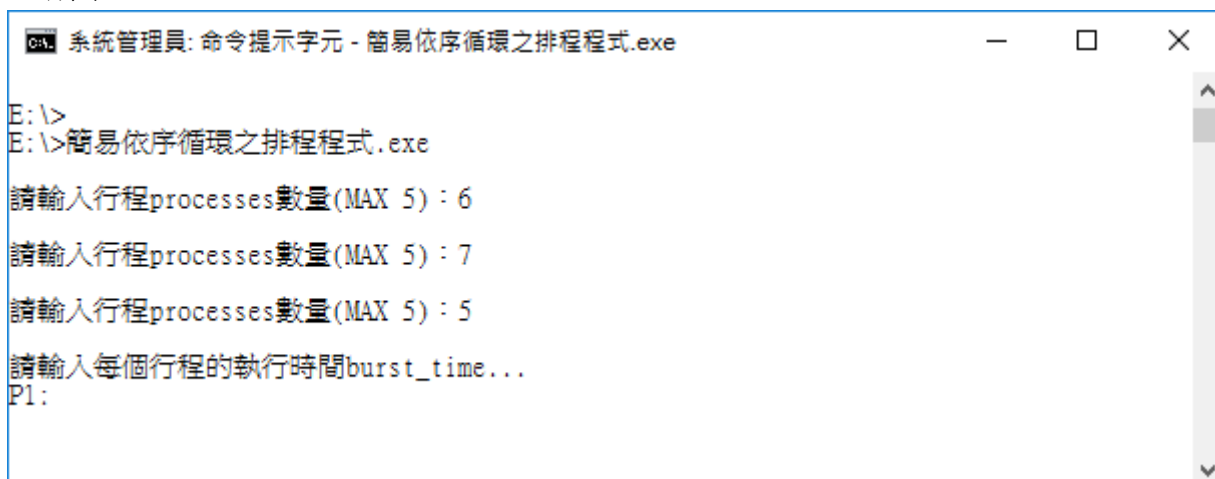 系統管理員: 命令提示字元 - 簡易依序循環之排程程式.exe
E:\>
E:\>簡易依序循環之排程程式.exe
請輸入行程processes數量(MAX 5)：6
請輸入行程processes數量(MAX 5)：7
請輸入行程processes數量(MAX 5)：5
請輸入每個行程的執行時間burst_time...
P1: